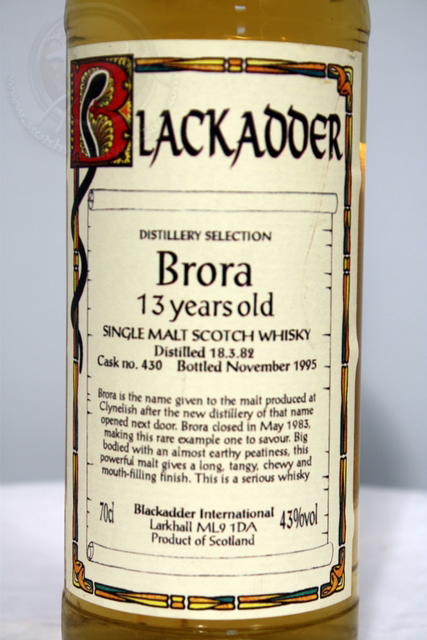 BLACKADDER
DISTILLERY SELECTION
Brora
13 years old
SINGLE MALT SCOTCH WHISKY
Distilled 18.3.82
Cask no. 430 Bottled November 1995
Brora is the name given to the malt produced at
Clynelish after the new distillery of that name
opened next door. Brora closed in May 1983,
making this rare example one to savour. Big
bodied with an almost earthy peatiness, this
powerful malt gives a long, tangy, chewy and
mouth-filling finish. This is a serious whisky
70cl
Blackadder International
Larkhall ML9 1DA
Product of Scotland
43%vol